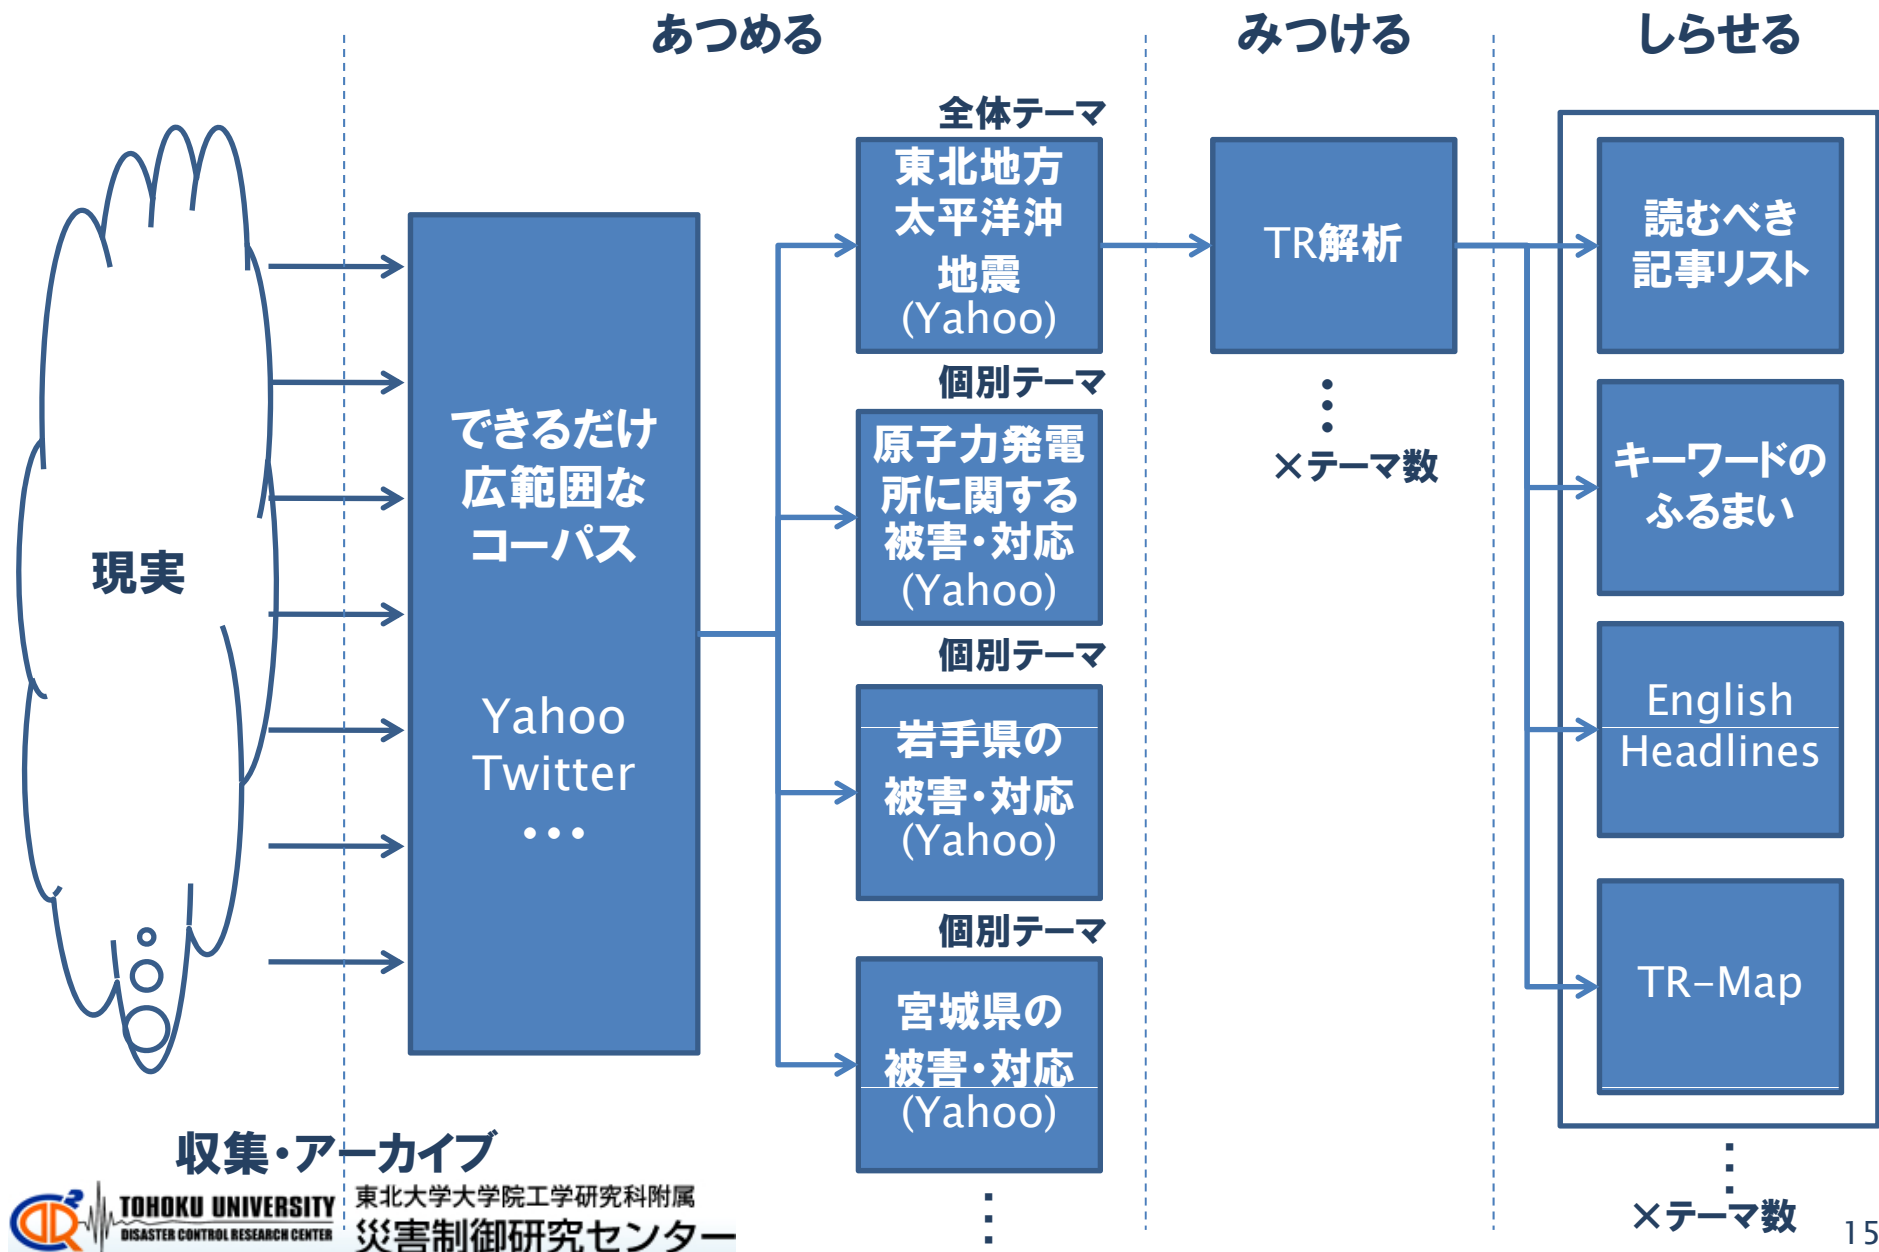 あつめる
みつける
しらせる
現実
できるだけ
広範囲な
コーパス
Yahoo
Twitter
•••
収集・アーカイブ
全体テーマ
東北地方
太平洋沖
地震
(Yahoo)
個別テーマ
原子力発電
所に関する
被害・対応
(Yahoo)
個別テーマ
岩手県の
被害・対応
(Yahoo)
個別テーマ
宮城県の
被害・対応
(Yahoo)
TR解析
×テーマ数
読むべき
記事リスト
キーワードの
ふるまい
English
Headlines
TR-Map
×テーマ数
TOHOKU UNIVERSITY
DISASTER CONTROL RESEARCH CENTER
東北大学大学院工学研究科附属
災害制御研究センター
15